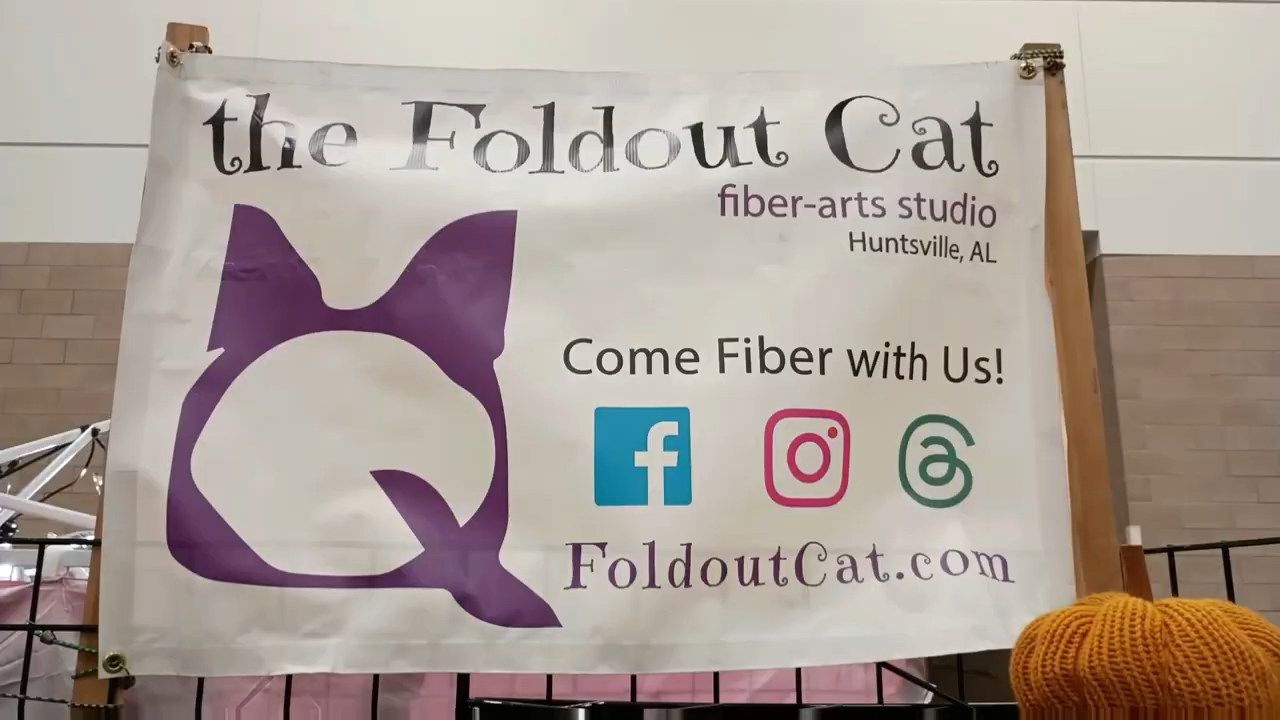 the Foldout Cat
fiber-arts studio
Huntsville, AL
Come Fiber with Us!
FoldoutCat.com